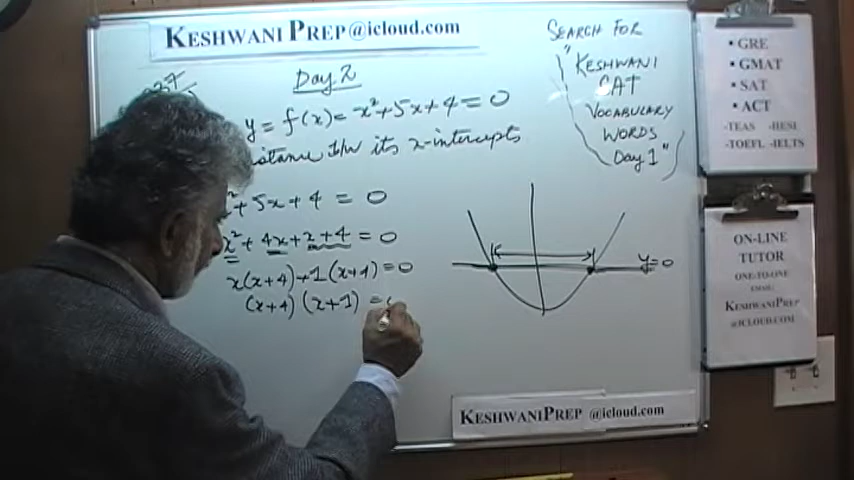 KESHWANI PREP@icloud.com
Day 2
y = f(x) = x²+5x+4 = 0
its x-intercepts
+ 5x + 4 = 0
x² + 4x + x + 4 = 0
x(x+4)+1(x+4)=0
(x+4)(x+1)=
y=0
SEARCH FOR
"KESHWANI
CAT
VOCABULARY
WORDS
Day 1"
• GRE
• GMAT
• SAT
• ACT
-TEAS -HESI
-TOEFL -IELTS
ON-LINE
TUTOR
ONE-TO-ONE
EMAIL:
KESHWANIPREP
@ICLOUD.COM
KESHWANIPREP @icloud.com